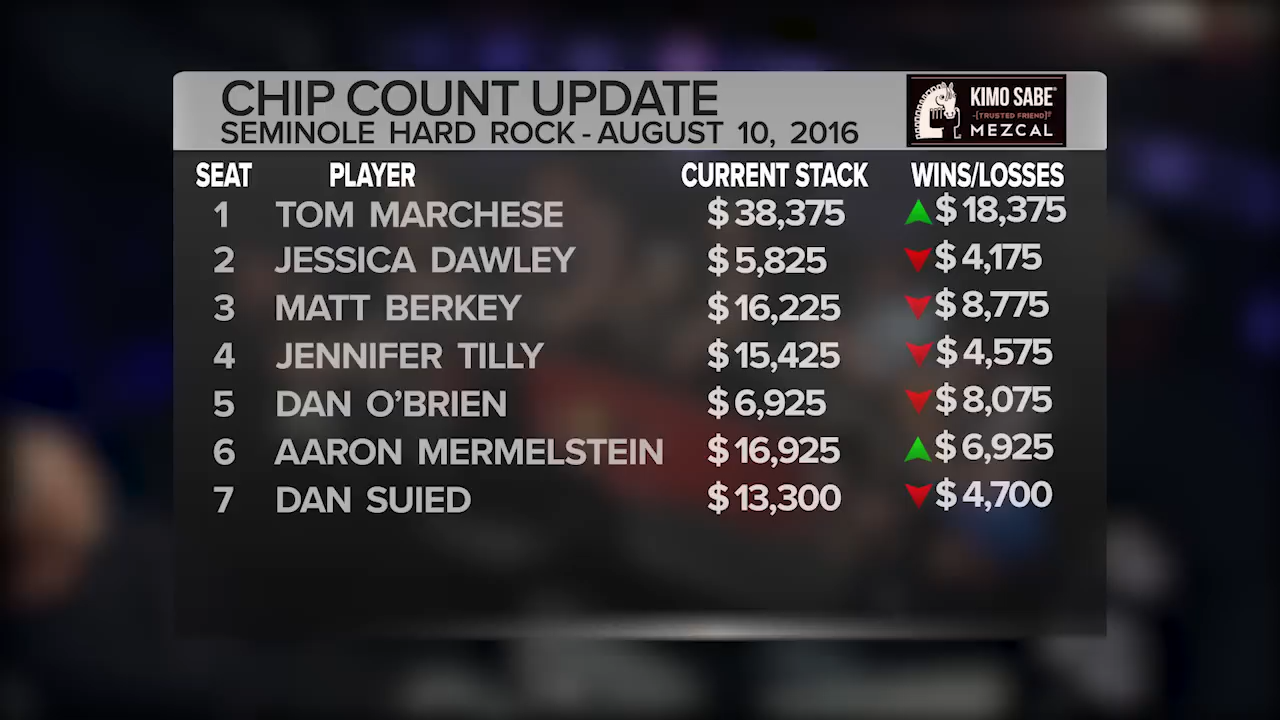 CHIP COUNT UPDATE
SEMINOLE HARD ROCK - AUGUST 10, 2016
KIMO SABE®
-[TRUSTED FRIEND]®
MEZCAL
SEAT PLAYER CURRENT STACK WINS/LOSSES
1 TOM MARCHESE $38,375 $18,375
2 JESSICA DAWLEY $5,825 $4,175
3 MATT BERKEY $16,225 $8,775
4 JENNIFER TILLY $15,425 $4,575
5 DAN O'BRIEN $6,925 $8,075
6 AARON MERMELSTEIN $16,925 $6,925
7 DAN SUIED $13,300 $4,700